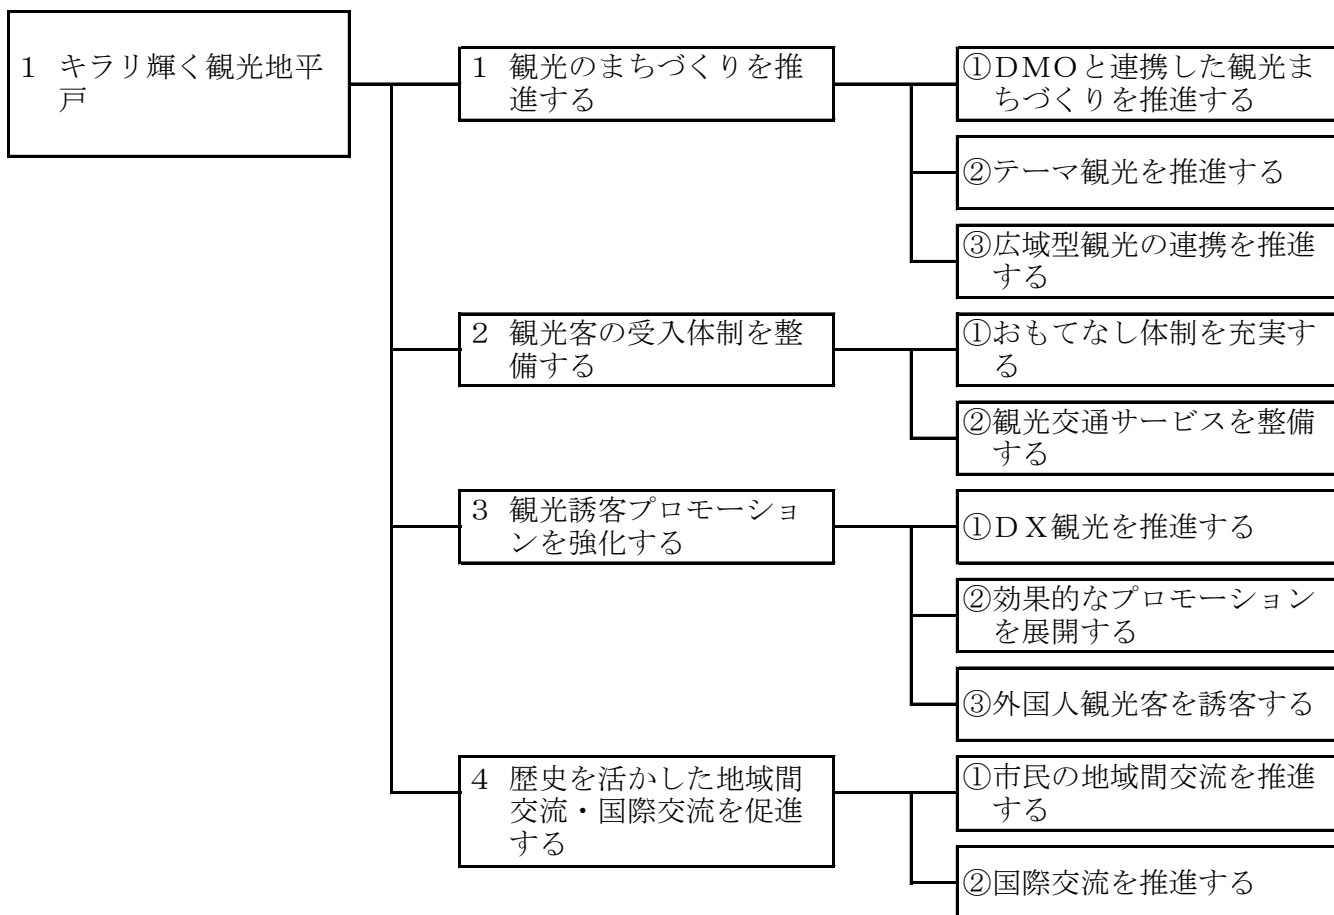 １ キラリ輝く観光地平
戸
１ 観光のまちづくりを推
進する
①ＤＭＯと連携した観光ま
ちづくりを推進する
②テーマ観光を推進する
③広域型観光の連携を推進
する
２ 観光客の受入体制を整
備する
①おもてなし体制を充実す
る
②観光交通サービスを整備
する
３ 観光誘客プロモーショ
ンを強化する
①ＤＸ観光を推進する
②効果的なプロモーション
を展開する
③外国人観光客を誘客する
４ 歴史を活かした地域間
交流・国際交流を促進
する
①市民の地域間交流を推進
する
②国際交流を推進する